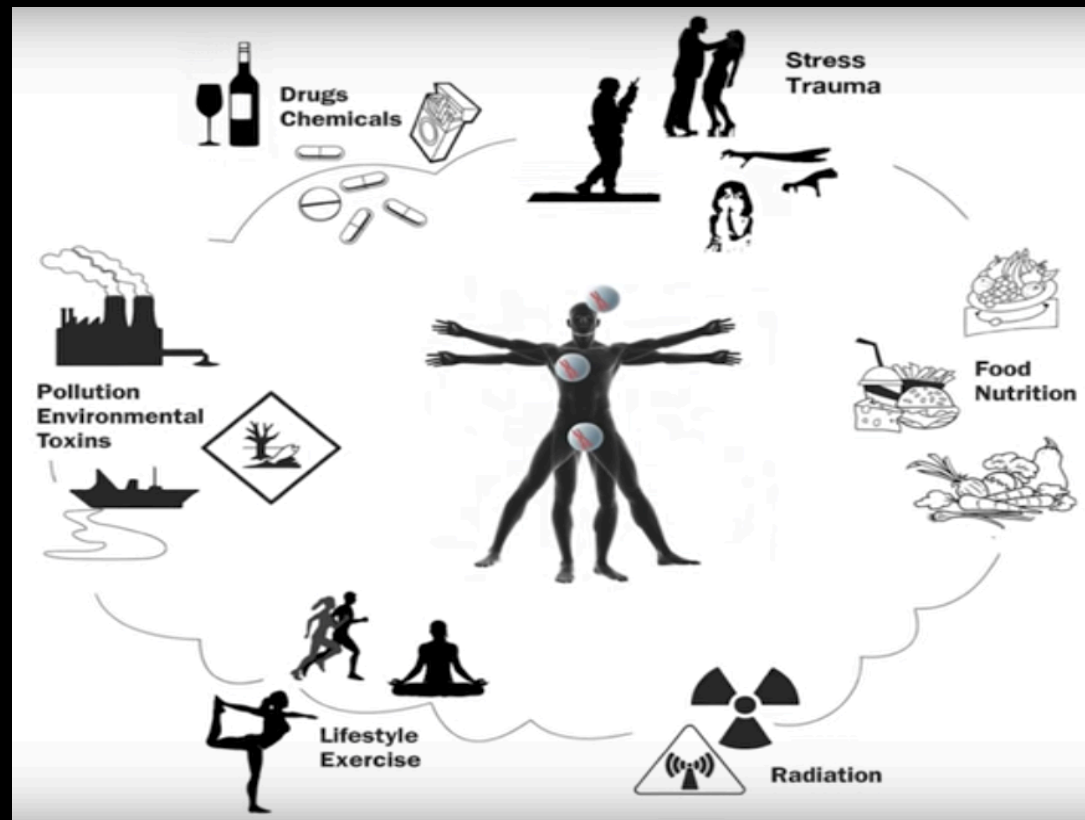 Drugs
Chemicals
Stress
Trauma
Food
Nutrition
Pollution
Environmental
Toxins
Lifestyle
Exercise
Radiation